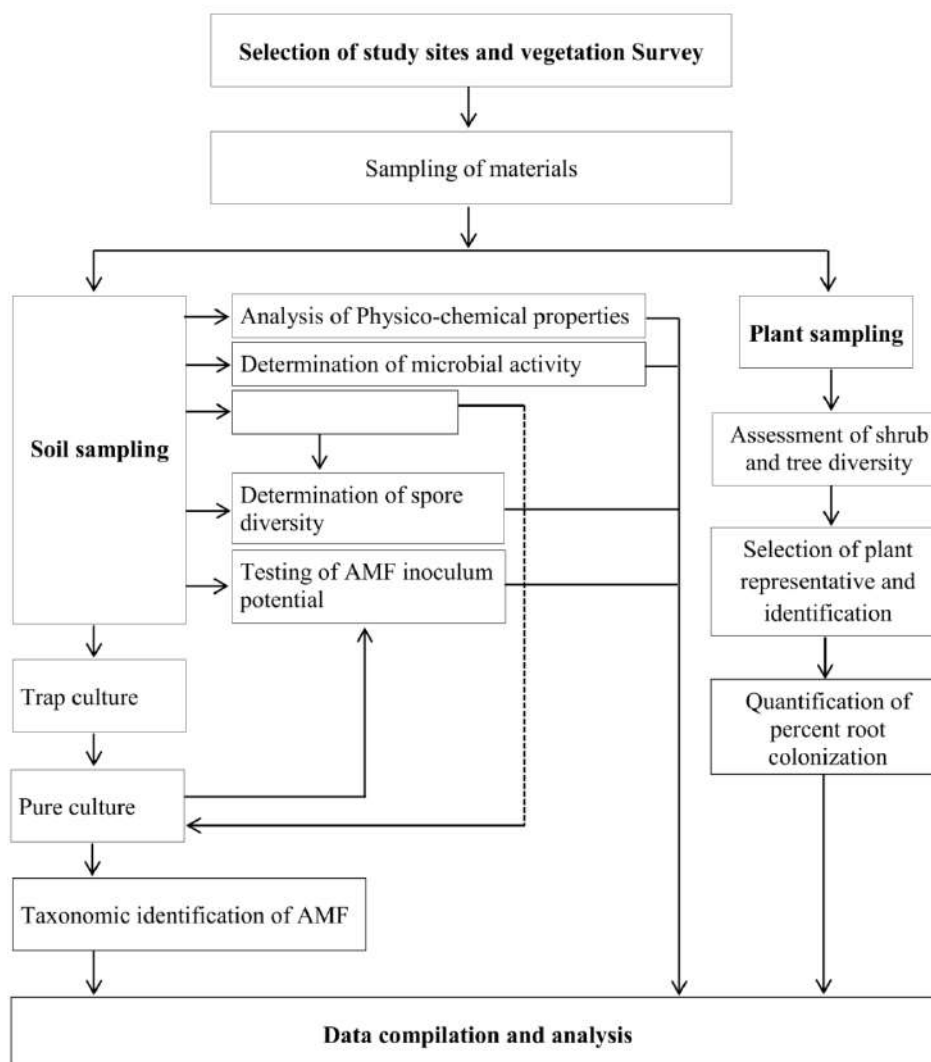 Selection of study sites and vegetation Survey
Sampling of materials
Soil sampling
Analysis of Physico-chemical properties
Determination of microbial activity
Determination of spore
diversity
Testing of AMF inoculum
potential
Trap culture
Pure culture
Taxonomic identification of AMF
Plant sampling
Assessment of shrub
and tree diversity
Selection of plant
representative and
identification
Quantification of
percent root
colonization
Data compilation and analysis